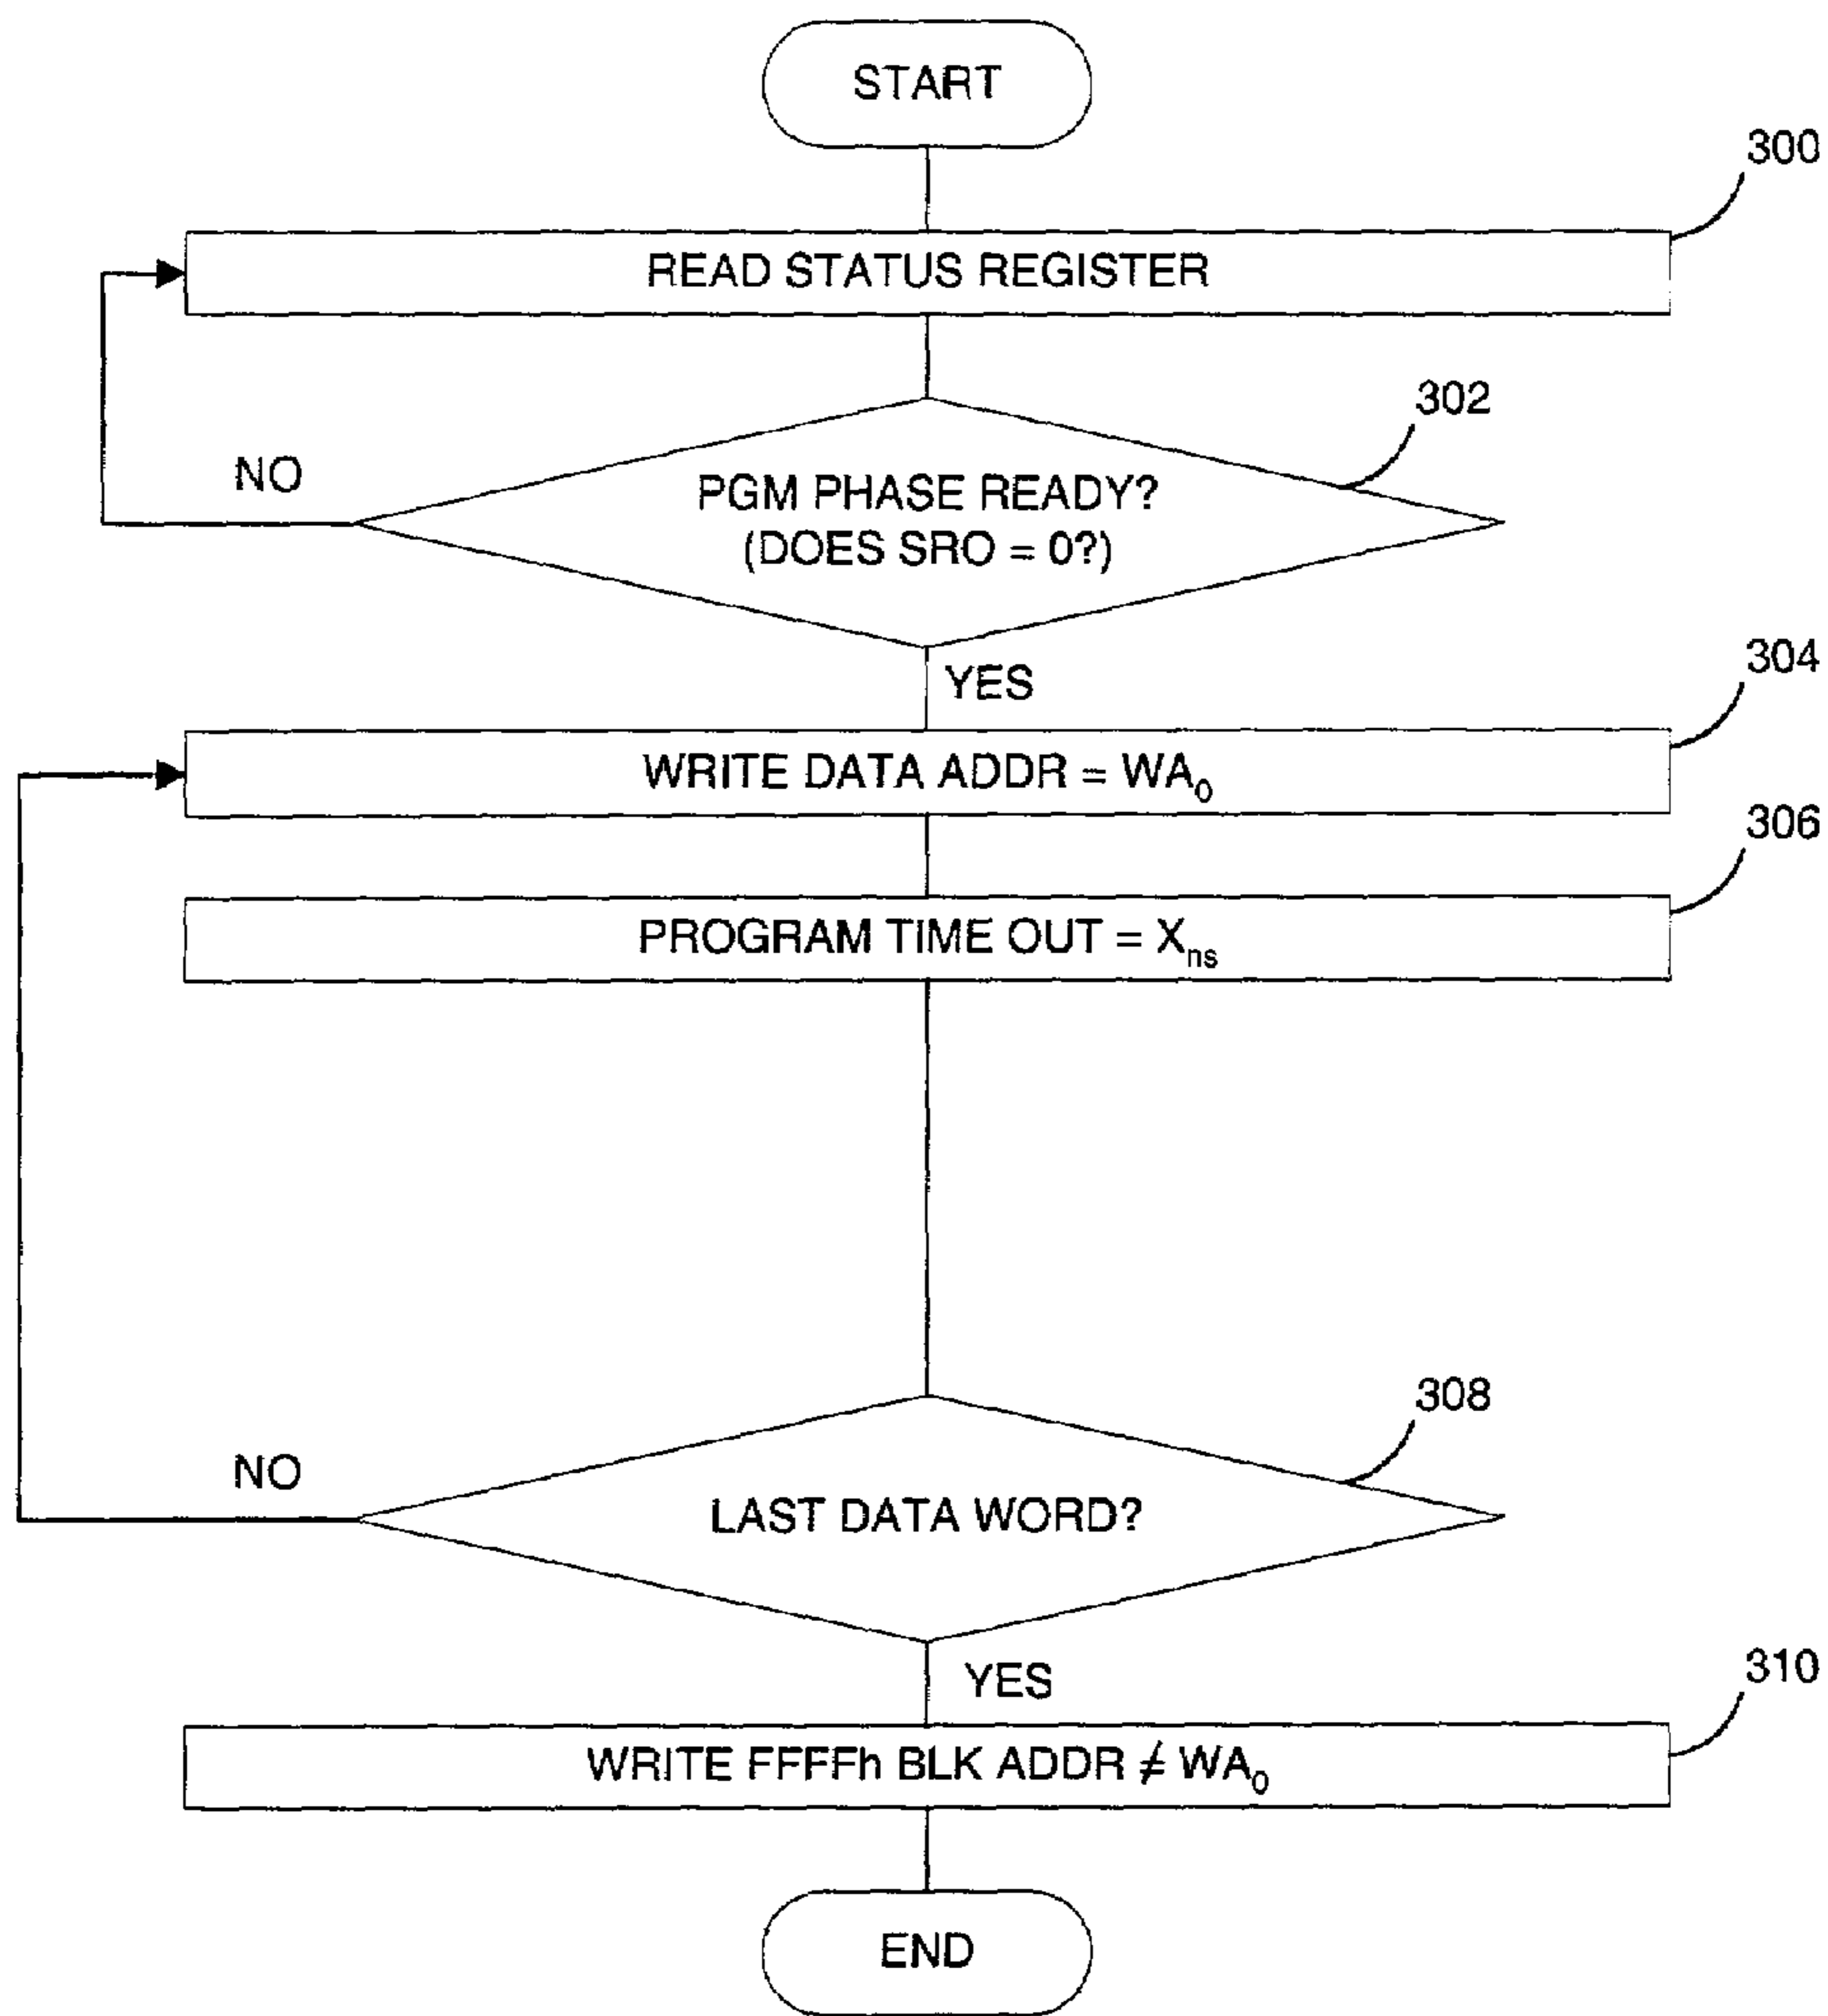 START
300
READ STATUS REGISTER
302
NO
PGM PHASE READY?
(DOES SRO = 0?)
YES
304
WRITE DATA ADDR = WA₀
306
PROGRAM TIME OUT = Xₙₛ
308
NO
LAST DATA WORD?
YES
310
WRITE FFFFh BLK ADDR ≠ WA₀
END